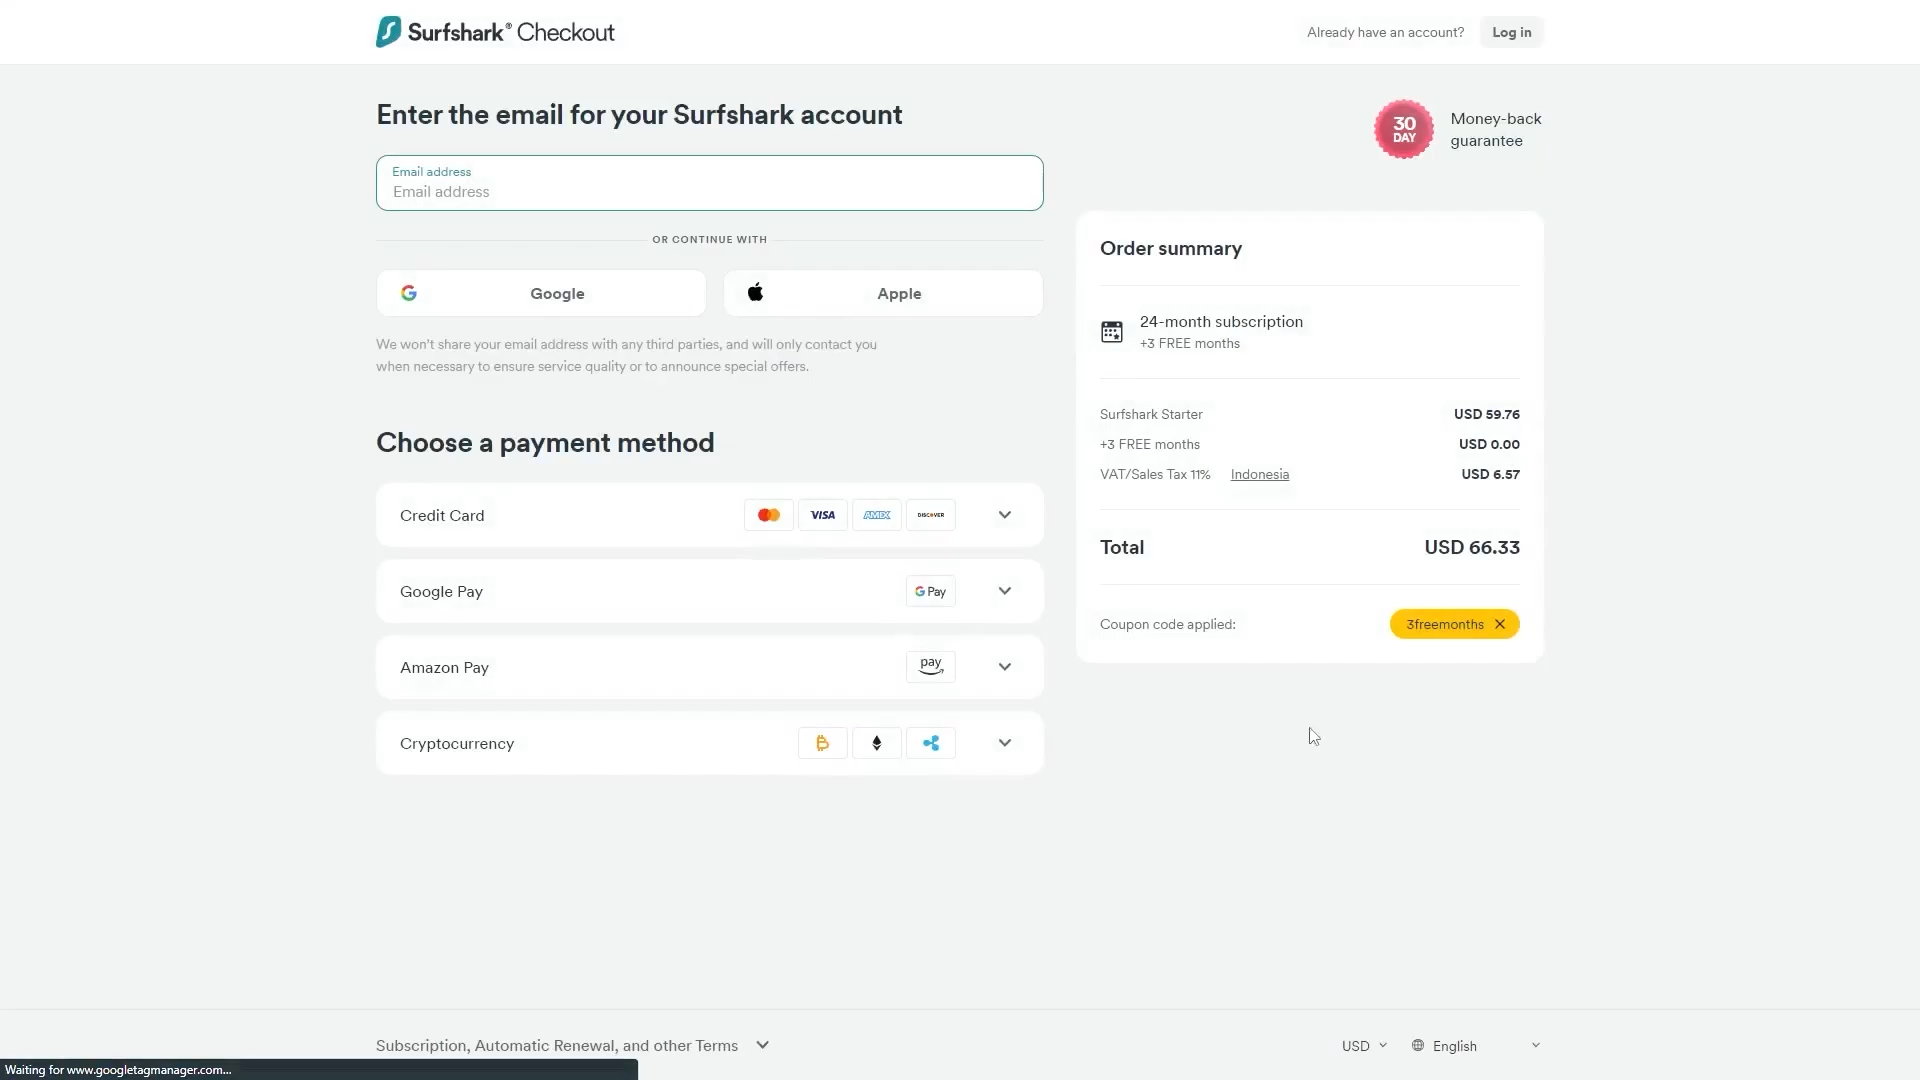 Surfshark® Checkout
Already have an account?
Log in
Enter the email for your Surfshark account
30
DAY
Money-back
guarantee
Email address
Email address
OR CONTINUE WITH
Google
Apple
We won't share your email address with any third parties, and will only contact you
when necessary to ensure service quality or to announce special offers.
Order summary
24-month subscription
+3 FREE months
Surfshark Starter USD 59.76
+3 FREE months USD 0.00
VAT/Sales Tax 11% Indonesia USD 6.57
Total USD 66.33
Coupon code applied: 3freemonths
Choose a payment method
Credit Card VISA AMEX DISCOVER
Google Pay G Pay
Amazon Pay pay
Cryptocurrency
Subscription, Automatic Renewal, and other Terms
USD
English
Waiting for www.googletagmanager.com...